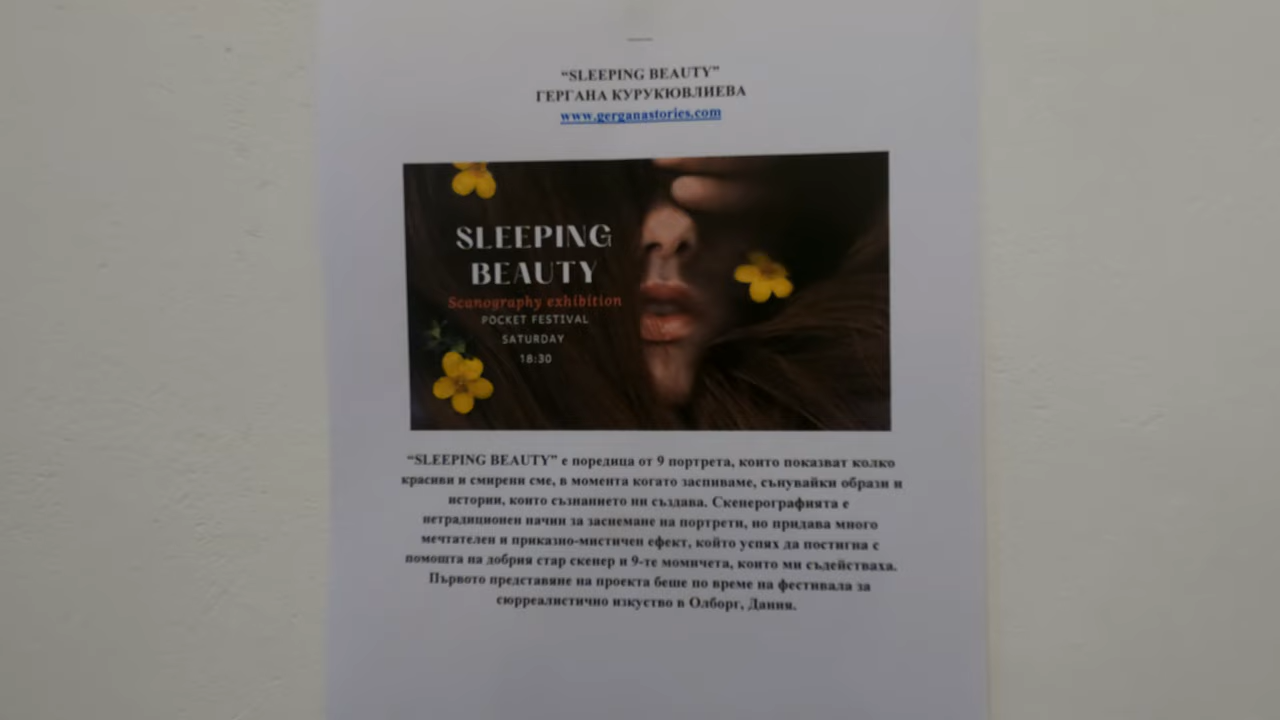 “SLEEPING BEAUTY”
ГЕРГАНА КУРУКЮВЛИЕВА
www.gerganastories.com
SLEEPING
BEAUTY
Scanography exhibition
POCKET FESTIVAL
SATURDAY
18:30
“SLEEPING BEAUTY” е поредица от 9 портрета, които показват колко
красиви и смирени сме, в момента когато заспиваме, сънувайки образи и
истории, които съзнанието ни създава. Скенерографията е
нетрадиционен начин за заснемане на портрети, но придава много
мечтателен и приказно-мистичен ефект, който успях да постигна с
помощта на добрия стар скенер и 9-те момичета, които ми съдействаха.
Първото представяне на проекта беше по време на фестивала за
сюрреалистично изкуство в Олборг, Дания.